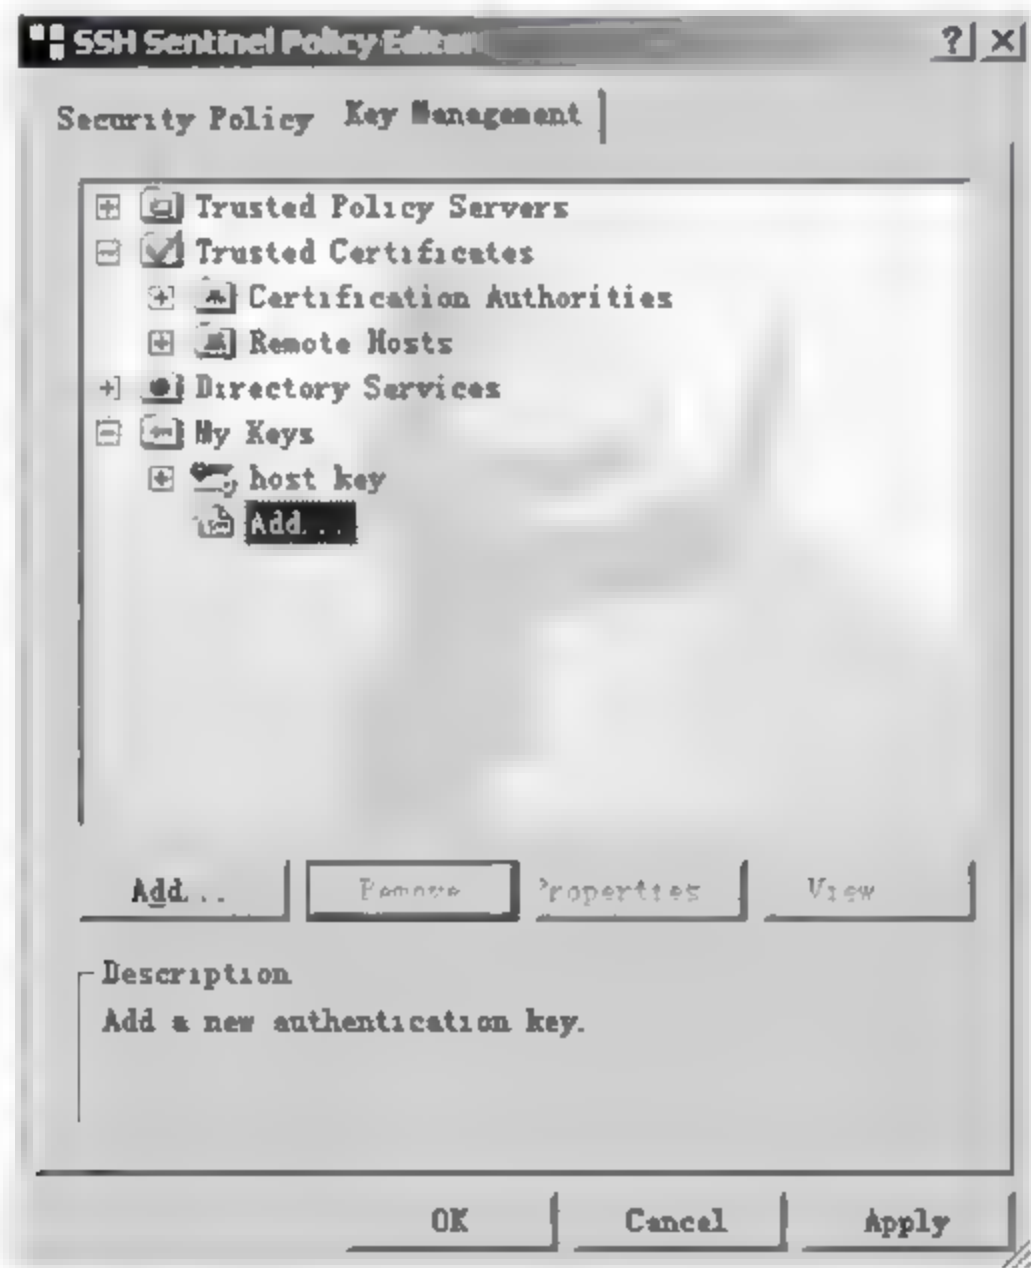 SSH Sentinel Policy Editor
Security Policy Key Management
Trusted Policy Servers
Trusted Certificates
Certification Authorities
Remote Hosts
Directory Services
My Keys
host key
Add...
Add... Remove Properties View
Description
Add a new authentication key.
OK Cancel Apply